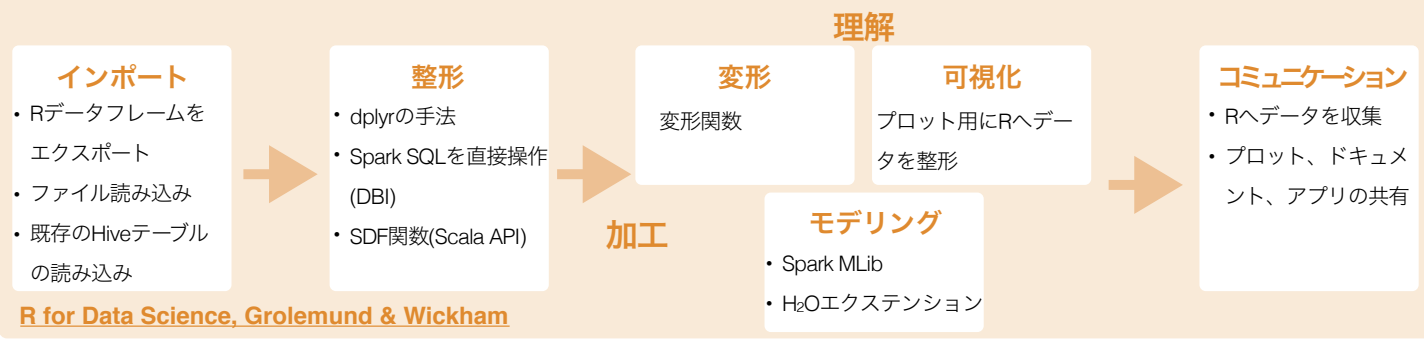 理解
インポート
• Rデータフレームを
エクスポート
• ファイル読み込み
• 既存のHiveテーブル
の読み込み
整形
• dplyrの手法
• Spark SQLを直接操作
(DBI)
• SDF関数(Scala API)
加工
変形
変形関数
可視化
プロット用にRへデー
タを整形
モデリング
• Spark MLib
• H₂Oエクステンション
コミュニケーション
• Rへデータを収集
• プロット、ドキュメ
ント、アプリの共有
R for Data Science, Grolemund & Wickham